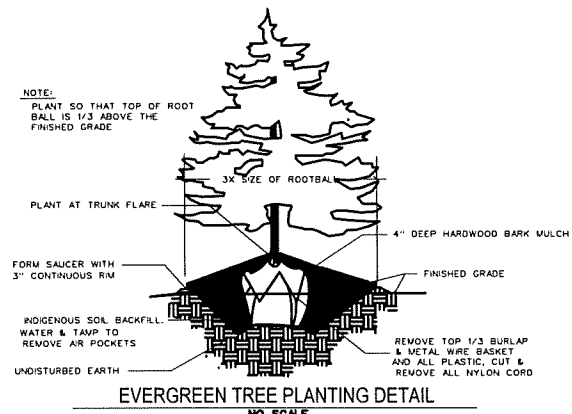 NOTE:
PLANT SO THAT TOP OF ROOT
BALL IS 1/3 ABOVE THE
FINISHED GRADE
3X SIZE OF ROOTBALL
PLANT AT TRUNK FLARE
4" DEEP HARDWOOD BARK MULCH
FORM SAUCER WITH
3" CONTINUOUS RIM
FINISHED GRADE
INDIGENOUS SOIL BACKFILL.
WATER & TAMP TO
REMOVE AIR POCKETS
REMOVE TOP 1/3 BURLAP
& METAL WIRE BASKET
AND ALL PLASTIC, CUT &
REMOVE ALL NYLON CORD
UNDISTURBED EARTH
EVERGREEN TREE PLANTING DETAIL
NO SCALE